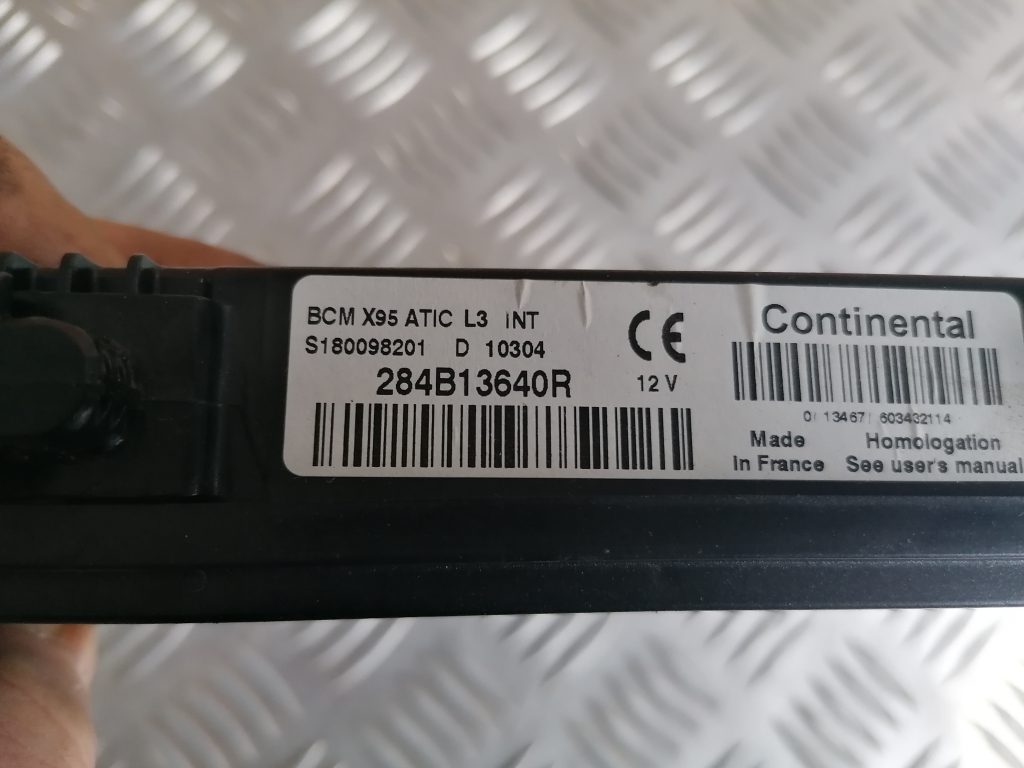 BCM X95 ATIC L3 INT
S180098201 D 10304
284B13640R
12 V
Continental
0/ 13467/ 603432114
Made
In France
Homologation
See user's manual